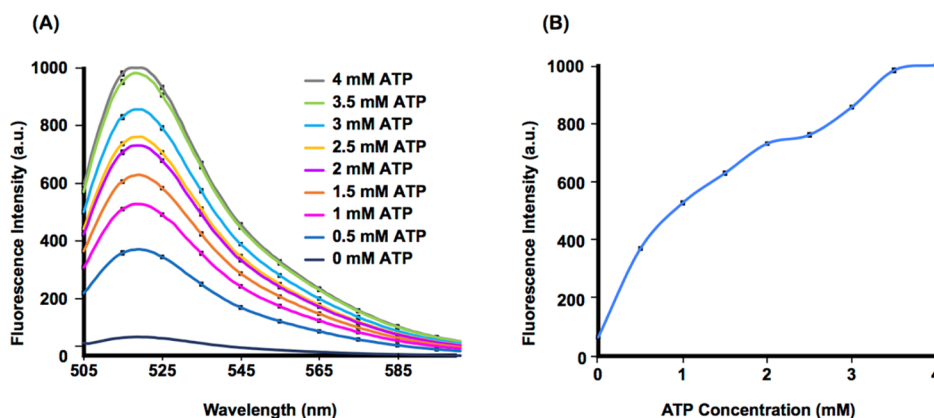 (A)
Fluorescence Intensity (a.u.)
1000
800
600
400
200
0
505
525
545
565
585
Wavelength (nm)
4 mM ATP
3.5 mM ATP
3 mM ATP
2.5 mM ATP
2 mM ATP
1.5 mM ATP
1 mM ATP
0.5 mM ATP
0 mM ATP
(B)
Fluorescence Intensity (a.u.)
1000
800
600
400
200
0
0
1
2
3
4
ATP Concentration (mM)